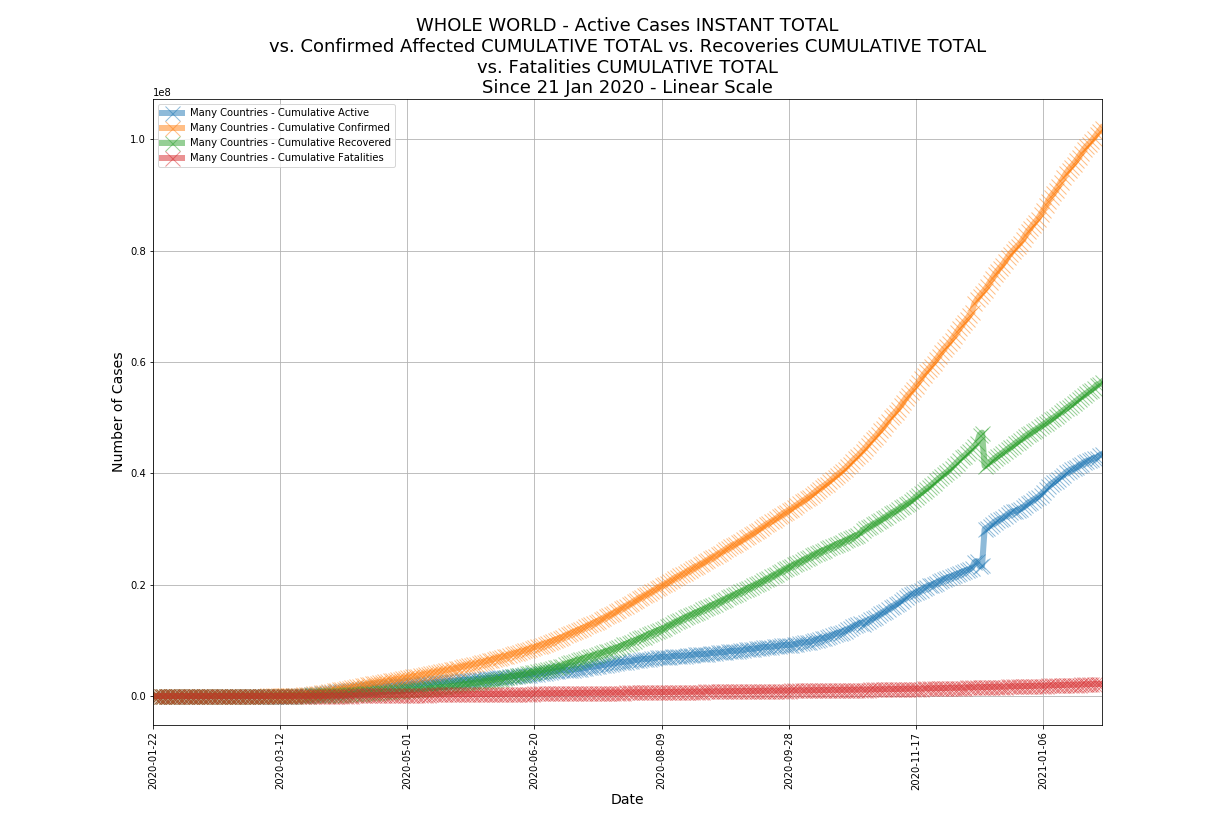 WHOLE WORLD - Active Cases INSTANT TOTAL
vs. Confirmed Affected CUMULATIVE TOTAL vs. Recoveries CUMULATIVE TOTAL
vs. Fatalities CUMULATIVE TOTAL
Since 21 Jan 2020 - Linear Scale
1e8
Many Countries - Cumulative Active
Many Countries - Cumulative Confirmed
Many Countries - Cumulative Recovered
Many Countries - Cumulative Fatalities
1.0
0.8
0.6
0.4
0.2
0.0
Number of Cases
2020-01-22
2020-03-12
2020-05-01
2020-06-20
2020-08-09
2020-09-28
2020-11-17
2021-01-06
Date